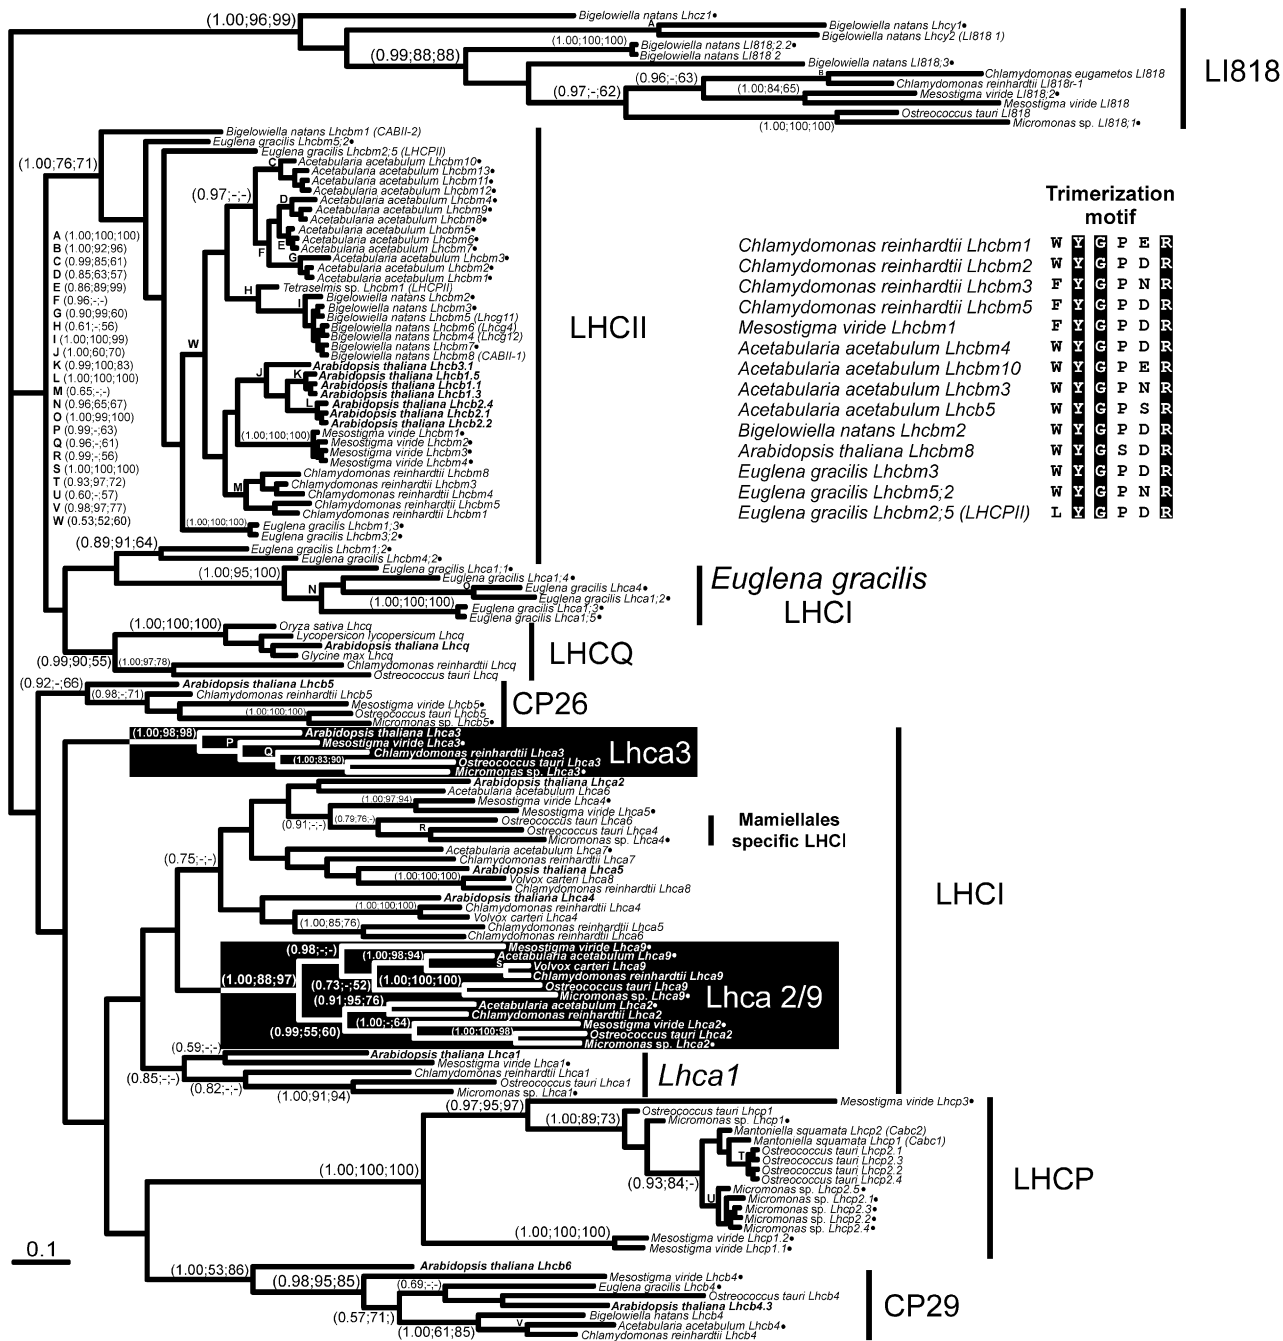 (1.00;96;99)
Bigelowiella natans Lhcz1•
A
Bigelowiella natans Lhcy1•
Bigelowiella natans Lhcy2 (LI818 1)
(0.99;88;88)
(1.00;100;100)
Bigelowiella natans LI818;2.2•
Bigelowiella natans LI818 2
Bigelowiella natans LI818;3•
(0.97;-;62)
(0.96;-;63)
B
Chlamydomonas eugametos LI818
Chlamydomonas reinhardtii LI818r-1
(1.00;84;65)
Mesostigma viride LI818;2•
Mesostigma viride LI818
Ostreococcus tauri LI818
(1.00;100;100)
Micromonas sp. LI818;1•
LI818
(1.00;76;71)
Bigelowiella natans Lhcbm1 (CABII-2)
Euglena gracilis Lhcbm5;2•
Euglena gracilis Lhcbm2;5 (LHCPII)
C
Acetabularia acetabulum Lhcbm10•
Acetabularia acetabulum Lhcbm13•
Acetabularia acetabulum Lhcbm11•
Acetabularia acetabulum Lhcbm12•
(0.97;-;-)
D
Acetabularia acetabulum Lhcbm4•
Acetabularia acetabulum Lhcbm9•
Acetabularia acetabulum Lhcbm8•
Acetabularia acetabulum Lhcbm5•
E
Acetabularia acetabulum Lhcbm6•
Acetabularia acetabulum Lhcbm7•
F
G
Acetabularia acetabulum Lhcbm3•
Acetabularia acetabulum Lhcbm2•
Acetabularia acetabulum Lhcbm1•
H
Tetraselmis sp. Lhcbm1 (LHCPII)
I
Bigelowiella natans Lhcbm2•
Bigelowiella natans Lhcbm3•
Bigelowiella natans Lhcbm5 (Lhcg11)
Bigelowiella natans Lhcbm6 (Lhcg4)
Bigelowiella natans Lhcbm4 (Lhcg12)
Bigelowiella natans Lhcbm7•
Bigelowiella natans Lhcbm8 (CABII-1)
W
J
Arabidopsis thaliana Lhcb3.1
K
Arabidopsis thaliana Lhcb1.5
Arabidopsis thaliana Lhcb1.1
Arabidopsis thaliana Lhcb1.3
L
Arabidopsis thaliana Lhcb2.4
Arabidopsis thaliana Lhcb2.1
Arabidopsis thaliana Lhcb2.2
(1.00;100;100)
Mesostigma viride Lhcbm1•
Mesostigma viride Lhcbm2•
Mesostigma viride Lhcbm3•
Mesostigma viride Lhcbm4•
M
Chlamydomonas reinhardtii Lhcbm8
Chlamydomonas reinhardtii Lhcbm3
Chlamydomonas reinhardtii Lhcbm4
Chlamydomonas reinhardtii Lhcbm5
Chlamydomonas reinhardtii Lhcbm1
(1.00;100;100)
Euglena gracilis Lhcbm1;3•
Euglena gracilis Lhcbm3;2•
LHCII
A (1.00;100;100)
B (1.00;92;96)
C (0.99;85;61)
D (0.85;63;57)
E (0.86;89;99)
F (0.96;-;-)
G (0.90;99;60)
H (0.61;-;56)
I (1.00;100;99)
J (1.00;60;70)
K (0.99;100;83)
L (1.00;100;100)
M (0.65;-;-)
N (0.96;65;67)
O (1.00;99;100)
P (0.99;-;63)
Q (0.96;-;61)
R (0.99;-;56)
S (1.00;100;100)
T (0.93;97;72)
U (0.60;-;57)
V (0.98;97;77)
W (0.53;52;60)
Trimerization
motif
Chlamydomonas reinhardtii Lhcbm1 W Y G P E R
Chlamydomonas reinhardtii Lhcbm2 W Y G P D R
Chlamydomonas reinhardtii Lhcbm3 F Y G P N R
Chlamydomonas reinhardtii Lhcbm5 F Y G P D R
Mesostigma viride Lhcbm1 F Y G P D R
Acetabularia acetabulum Lhcbm4 W Y G P D R
Acetabularia acetabulum Lhcbm10 W Y G P E R
Acetabularia acetabulum Lhcbm3 W Y G P N R
Acetabularia acetabulum Lhcb5 W Y G P S R
Bigelowiella natans Lhcbm2 W Y G P D R
Arabidopsis thaliana Lhcbm8 W Y G S D R
Euglena gracilis Lhcbm3 W Y G P D R
Euglena gracilis Lhcbm5;2 W Y G P N R
Euglena gracilis Lhcbm2;5 (LHCPII) L Y G P D R
(0.89;91;64)
Euglena gracilis Lhcbm1;2•
Euglena gracilis Lhcbm4;2•
(1.00;95;100)
Euglena gracilis Lhca1;1•
N
Euglena gracilis Lhca1;4•
O
Euglena gracilis Lhca4•
Euglena gracilis Lhca1;2•
(1.00;100;100)
Euglena gracilis Lhca1;3•
Euglena gracilis Lhca1;5•
Euglena gracilis
LHCI
(1.00;100;100)
Oryza sativa Lhcq
Lycopersicon lycopersicum Lhcq
Arabidopsis thaliana Lhcq
Glycine max Lhcq
(0.99;90;55)
(1.00;97;78)
Chlamydomonas reinhardtii Lhcq
Ostreococcus tauri Lhcq
LHCQ
(0.92;-;66)
Arabidopsis thaliana Lhcb5
(0.98;-;71)
Chlamydomonas reinhardtii Lhcb5
Mesostigma viride Lhcb5•
(1.00;100;100)
Ostreococcus tauri Lhcb5
Micromonas sp. Lhcb5•
CP26
(1.00;98;98)
Arabidopsis thaliana Lhca3
P
Mesostigma viride Lhca3•
Q
Chlamydomonas reinhardtii Lhca3
(1.00;83;90)
Ostreococcus tauri Lhca3
Micromonas sp. Lhca3•
Lhca3
Arabidopsis thaliana Lhca2
Acetabularia acetabulum Lhca6
(1.00;97;94)
Mesostigma viride Lhca4•
Mesostigma viride Lhca5•
(0.91;-;-)
(0.79;76;-)
Ostreococcus tauri Lhca6
R
Ostreococcus tauri Lhca4
Micromonas sp. Lhca4•
Mamiellales
specific LHCI
(0.75;-;-)
Acetabularia acetabulum Lhca7•
Chlamydomonas reinhardtii Lhca7
Arabidopsis thaliana Lhca5
(1.00;100;100)
Volvox carteri Lhca8
Chlamydomonas reinhardtii Lhca8
Arabidopsis thaliana Lhca4
(1.00;100;100)
Chlamydomonas reinhardtii Lhca4
Volvox carteri Lhca4
(1.00;85;76)
Chlamydomonas reinhardtii Lhca5
Chlamydomonas reinhardtii Lhca6
LHCI
(0.98;-;-)
Mesostigma viride Lhca9•
(1.00;98;94)
Acetabularia acetabulum Lhca9•
S
Volvox carteri Lhca9
Chlamydomonas reinhardtii Lhca9
(1.00;88;97)
(0.73;-;52)
(1.00;100;100)
Ostreococcus tauri Lhca9
Micromonas sp. Lhca9•
(0.91;95;76)
Acetabularia acetabulum Lhca2•
Chlamydomonas reinhardtii Lhca2
(0.99;55;60)
(1.00;-;64)
Mesostigma viride Lhca2•
(1.00;100;98)
Ostreococcus tauri Lhca2
Micromonas sp. Lhca2•
Lhca 2/9
(0.59;-;-)
Arabidopsis thaliana Lhca1
Mesostigma viride Lhca1•
(0.85;-;-)
Chlamydomonas reinhardtii Lhca1
(0.82;-;-)
Ostreococcus tauri Lhca1
(1.00;91;94)
Micromonas sp. Lhca1•
Lhca1
(0.97;95;97)
Mesostigma viride Lhcp3•
(1.00;89;73)
Ostreococcus tauri Lhcp1
Micromonas sp. Lhcp1•
Mantoniella squamata Lhcp2 (Cabc2)
Mantoniella squamata Lhcp1 (Cabc1)
T
Ostreococcus tauri Lhcp2.1
Ostreococcus tauri Lhcp2.3
Ostreococcus tauri Lhcp2.2
Ostreococcus tauri Lhcp2.4
(1.00;100;100)
(0.93;84;-)
U
Micromonas sp. Lhcp2.5•
Micromonas sp. Lhcp2.1•
Micromonas sp. Lhcp2.3•
Micromonas sp. Lhcp2.2•
Micromonas sp. Lhcp2.4•
(1.00;100;100)
Mesostigma viride Lhcp1.2•
Mesostigma viride Lhcp1.1•
LHCP
0.1
(1.00;53;86)
Arabidopsis thaliana Lhcb6
(0.98;95;85)
Mesostigma viride Lhcb4•
(0.69;-;-)
Euglena gracilis Lhcb4•
Ostreococcus tauri Lhcb4
Arabidopsis thaliana Lhcb4.3
(0.57;71;)
Bigelowiella natans Lhcb4
V
Acetabularia acetabulum Lhcb4•
(1.00;61;85)
Chlamydomonas reinhardtii Lhcb4
CP29